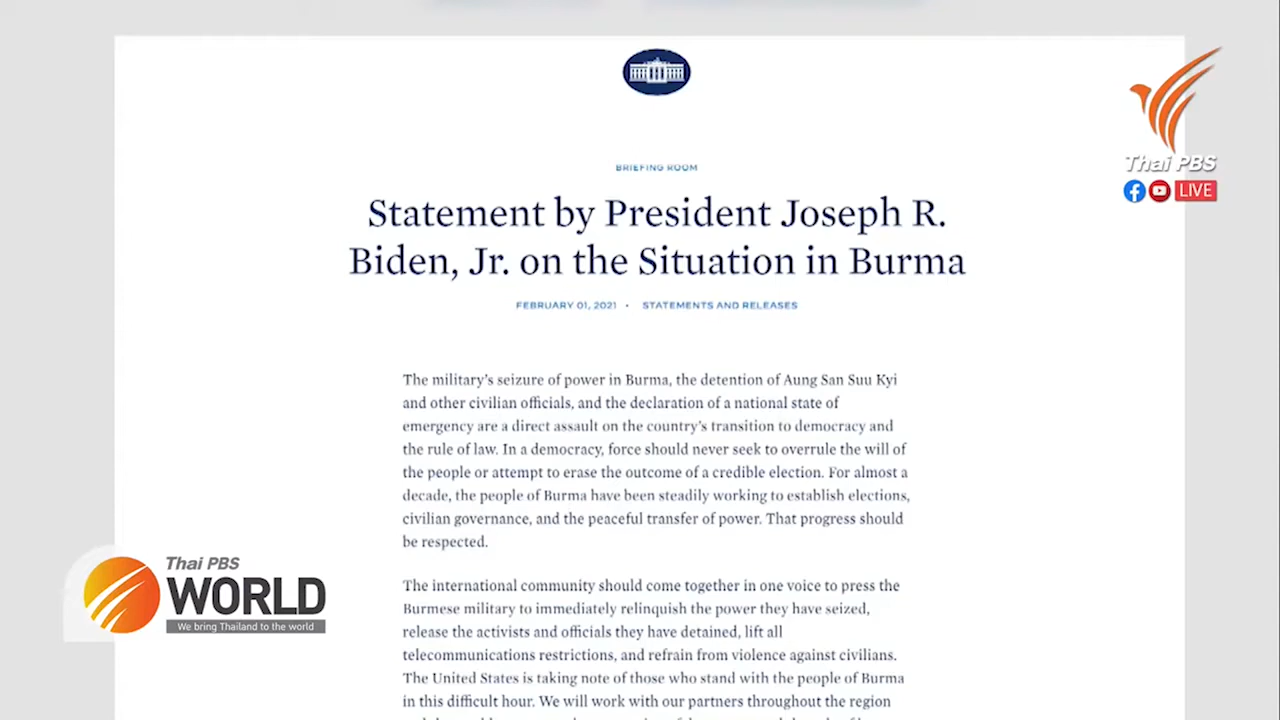 BRIEFING ROOM
Statement by President Joseph R.
Biden, Jr. on the Situation in Burma
FEBRUARY 01, 2021 • STATEMENTS AND RELEASES
The military's seizure of power in Burma, the detention of Aung San Suu Kyi
and other civilian officials, and the declaration of a national state of
emergency are a direct assault on the country's transition to democracy and
the rule of law. In a democracy, force should never seek to overrule the will of
the people or attempt to erase the outcome of a credible election. For almost a
decade, the people of Burma have been steadily working to establish elections,
civilian governance, and the peaceful transfer of power. That progress should
be respected.
The international community should come together in one voice to press the
Burmese military to immediately relinquish the power they have seized,
release the activists and officials they have detained, lift all
telecommunications restrictions, and refrain from violence against civilians.
The United States is taking note of those who stand with the people of Burma
in this difficult hour. We will work with our partners throughout the region
Thai PBS
LIVE
Thai PBS
WORLD
We bring Thailand to the world